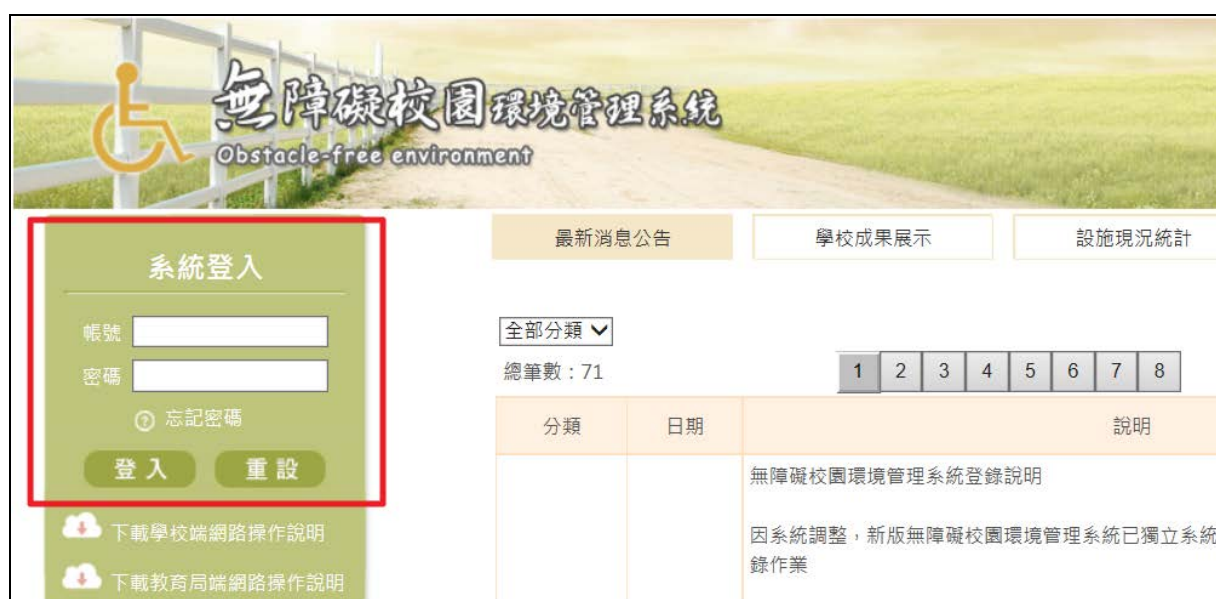 無障礙校園環境管理系統
Obstacle-free environment
系統登入
帳號
密碼
忘記密碼
登入 重設
下載學校端網路操作說明
下載教育局端網路操作說明
最新消息公告 學校成果展示 設施現況統計
全部分類
總筆數：71 1 2 3 4 5 6 7 8
分類 日期 說明
無障礙校園環境管理系統登錄說明
因系統調整，新版無障礙校園環境管理系統已獨立系統
錄作業